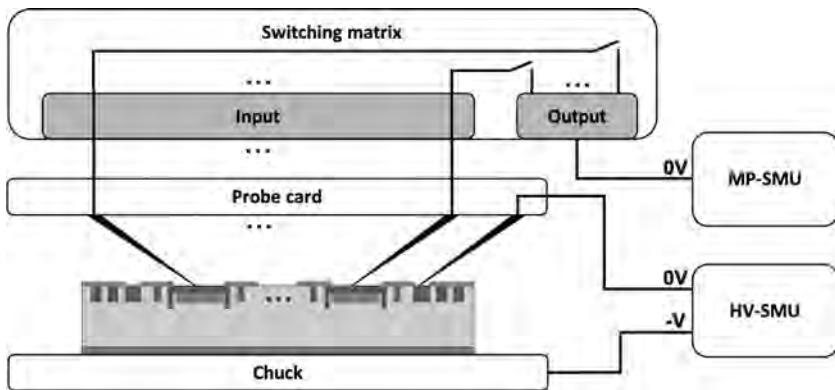 Switching matrix
...
...
Input
Output
...
0V
MP-SMU
Probe card
...
...
0V
-V
HV-SMU
Chuck